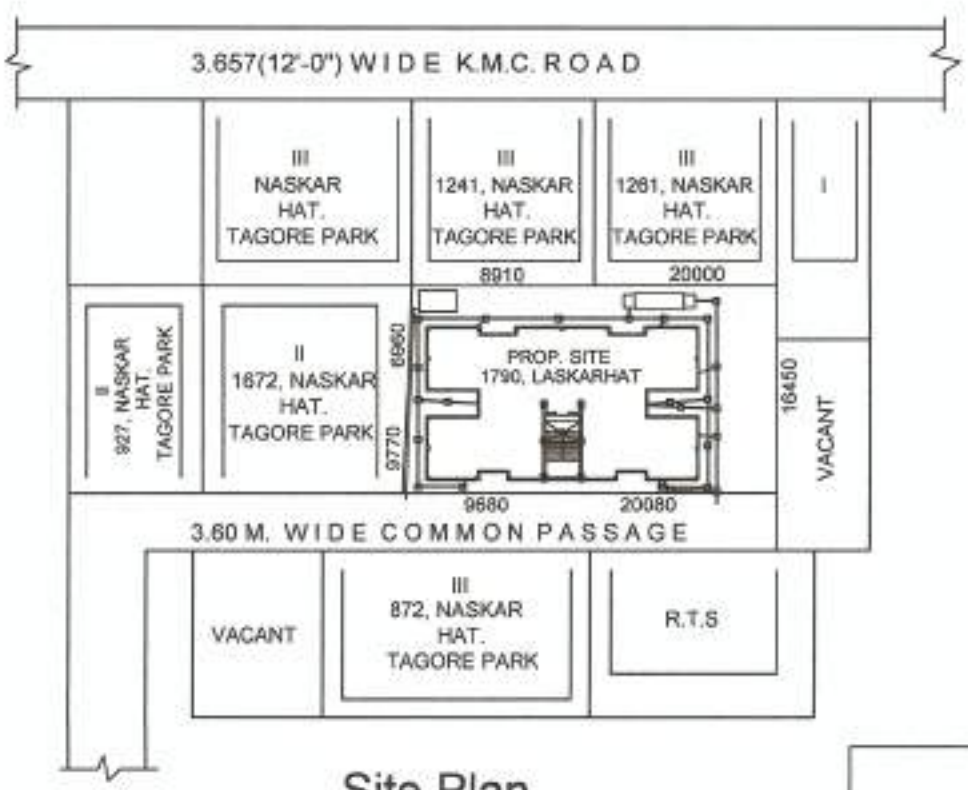 3.657(12'-0") WIDE K.M.C. ROAD
III
NASKAR
HAT.
TAGORE PARK
III
1241, NASKAR
HAT.
TAGORE PARK
III
1261, NASKAR
HAT.
TAGORE PARK
I
8910
20000
II
927, NASKAR
HAT.
TAGORE PARK
II
1672, NASKAR
HAT.
TAGORE PARK
6960
9770
PROP. SITE
1790, LASKARHAT
16450
VACANT
9680
20080
3.60 M. WIDE COMMON PASSAGE
VACANT
III
872, NASKAR
HAT.
TAGORE PARK
R.T.S
Site Plan